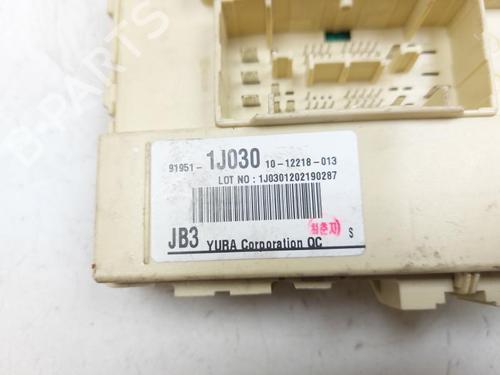 91951- 1J030 10-12218-013
LOT NO : 1J0301202190287
JB3 YURA Corporation QC S
B-Parts